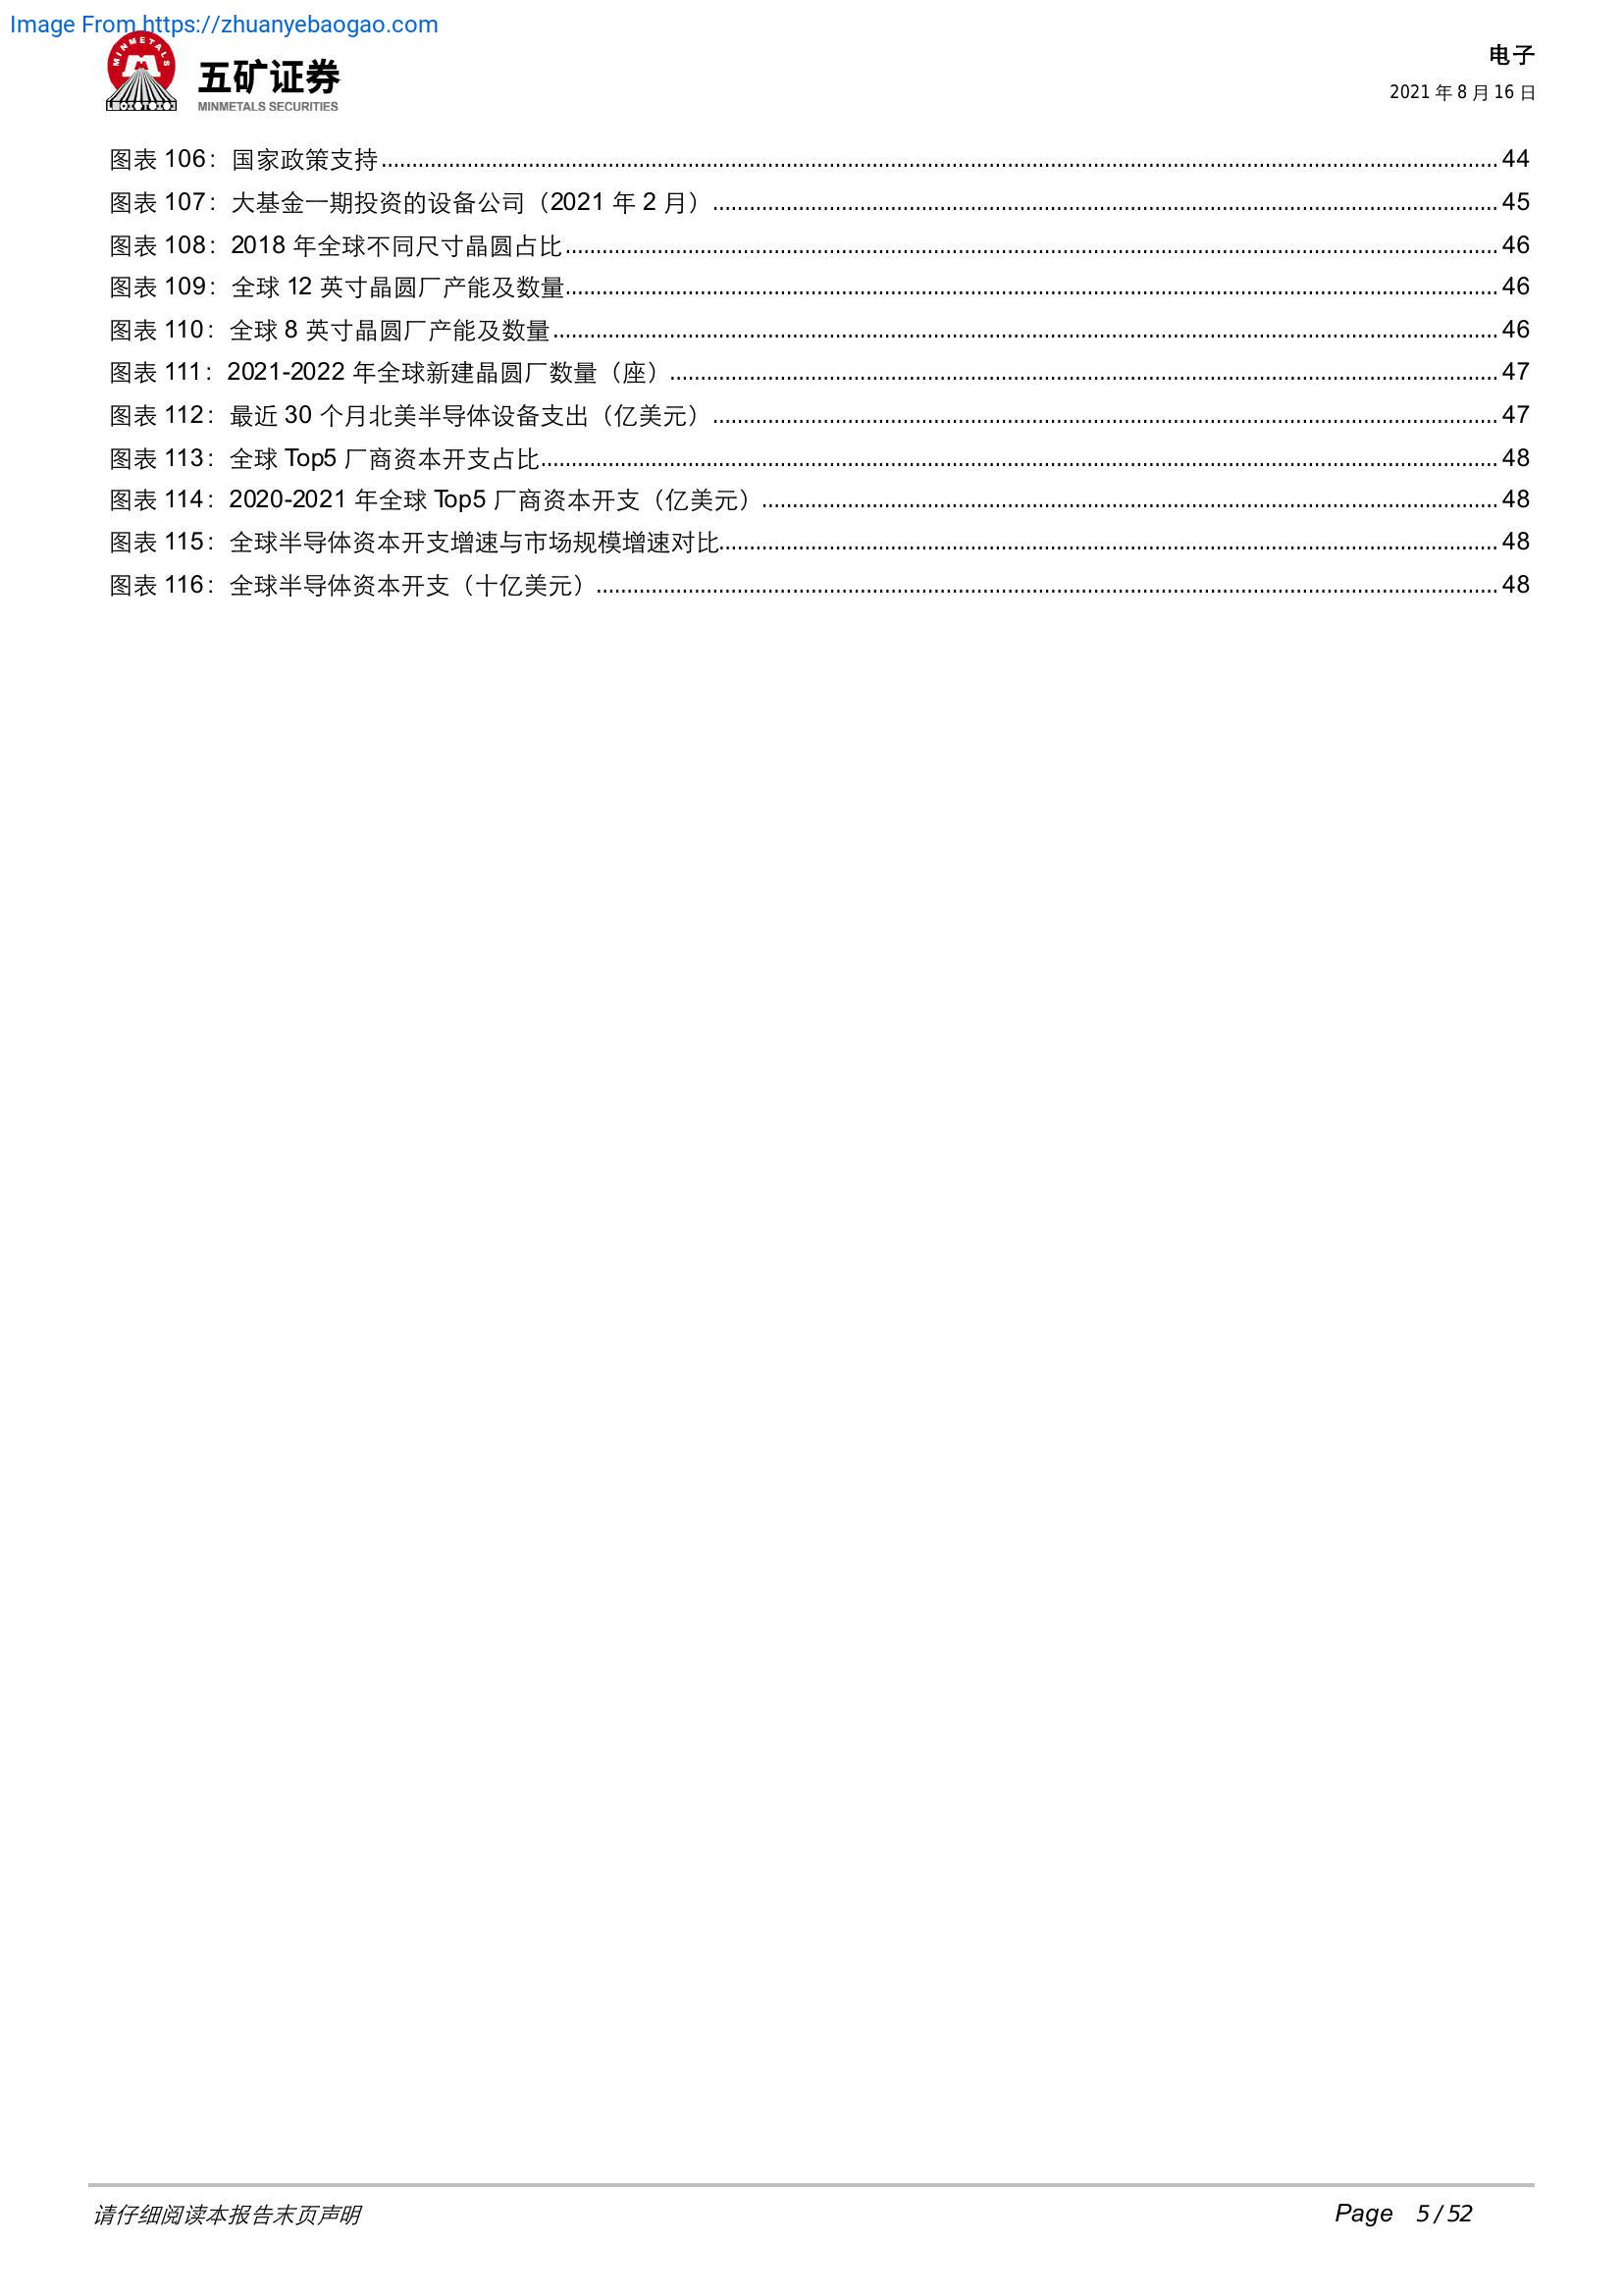 Image From https://zhuanyebaogao.com
MINMETALS
五矿证券
MINMETALS SECURITIES
电子
2021 年 8 月 16 日
图表 106：国家政策支持 44
图表 107：大基金一期投资的设备公司（2021 年 2 月） 45
图表 108：2018 年全球不同尺寸晶圆占比 46
图表 109：全球 12 英寸晶圆厂产能及数量 46
图表 110：全球 8 英寸晶圆厂产能及数量 46
图表 111：2021-2022 年全球新建晶圆厂数量（座） 47
图表 112：最近 30 个月北美半导体设备支出（亿美元） 47
图表 113：全球 Top5 厂商资本开支占比 48
图表 114：2020-2021 年全球 Top5 厂商资本开支（亿美元） 48
图表 115：全球半导体资本开支增速与市场规模增速对比 48
图表 116：全球半导体资本开支（十亿美元） 48
请仔细阅读本报告末页声明
Page 5 / 52